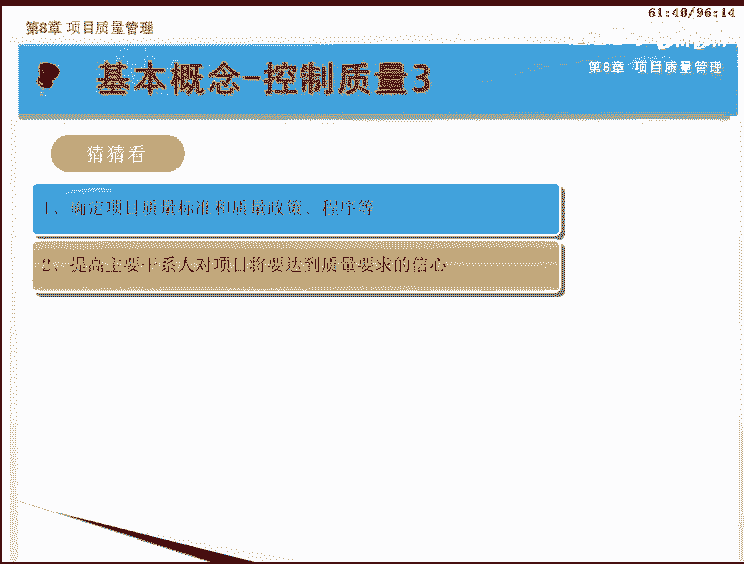 61:40/96:14
第8章 项目质量管理
基本概念-控制质量3
第8章 项目质量管理
猜猜看
1、确定项目质量标准和质量政策、程序等
2、提高主要干系人对项目将要达到质量要求的信心